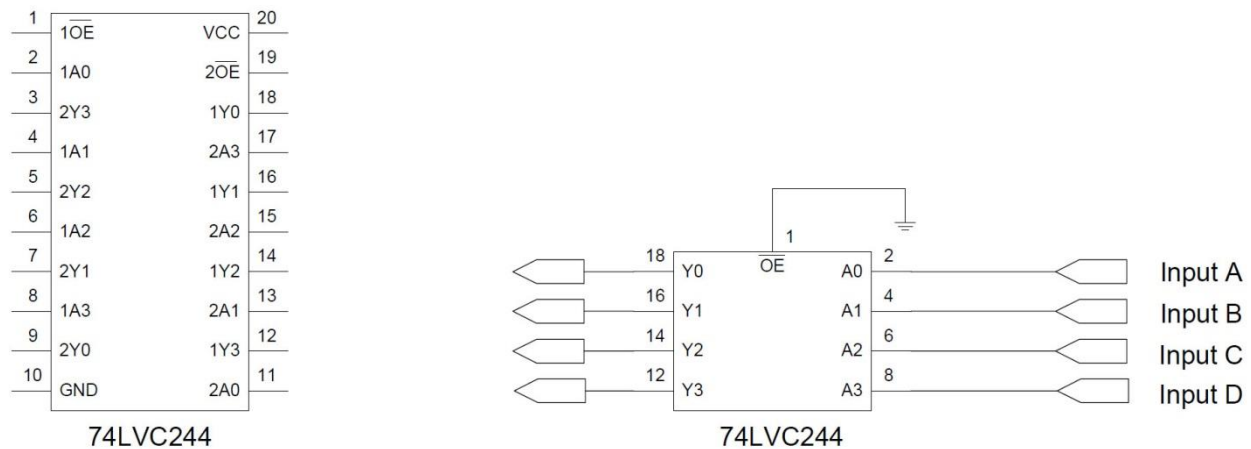 1 1OE VCC 20
2 1A0 2OE 19
3 2Y3 1Y0 18
4 1A1 2A3 17
5 2Y2 1Y1 16
6 1A2 2A2 15
7 2Y1 1Y2 14
8 1A3 2A1 13
9 2Y0 1Y3 12
10 GND 2A0 11
74LVC244
1
OE
18 Y0 A0 2 Input A
16 Y1 A1 4 Input B
14 Y2 A2 6 Input C
12 Y3 A3 8 Input D
74LVC244